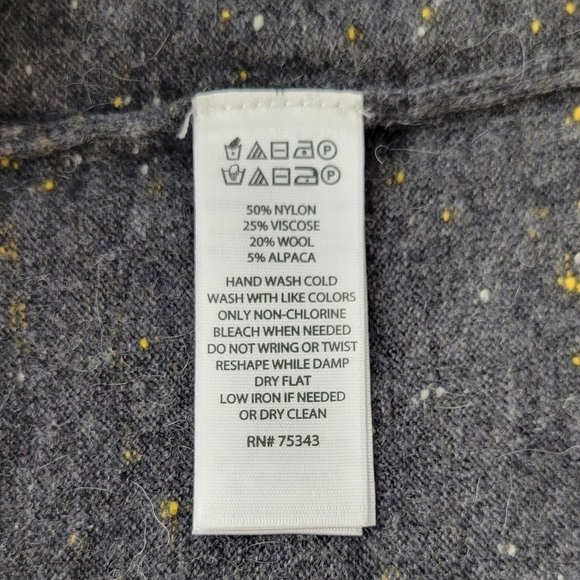 50% NYLON
25% VISCOSE
20% WOOL
5% ALPACA
HAND WASH COLD
WASH WITH LIKE COLORS
ONLY NON-CHLORINE
BLEACH WHEN NEEDED
DO NOT WRING OR TWIST
RESHAPE WHILE DAMP
DRY FLAT
LOW IRON IF NEEDED
OR DRY CLEAN
RN# 75343